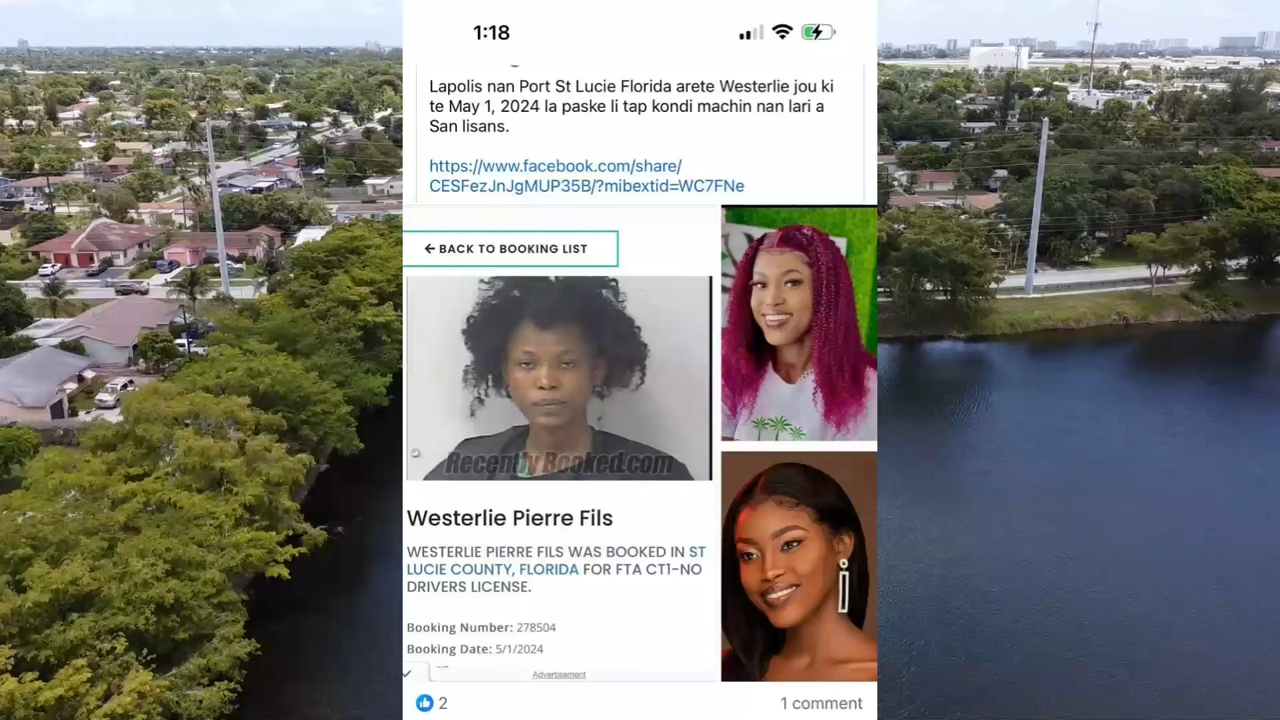 1:18
Lapolis nan Port St Lucie Florida arete Westerlie jou ki
te May 1, 2024 la paske li tap kondi machin nan lari a
San lisans.
https://www.facebook.com/share/
CESFezJnJgMUP35B/?mibextid=WC7FNe
← BACK TO BOOKING LIST
RecentlyBooked.com
Westerlie Pierre Fils
WESTERLIE PIERRE FILS WAS BOOKED IN ST
LUCIE COUNTY, FLORIDA FOR FTA CT1-NO
DRIVERS LICENSE.
Booking Number: 278504
Booking Date: 5/1/2024
Advertisement
2
1 comment